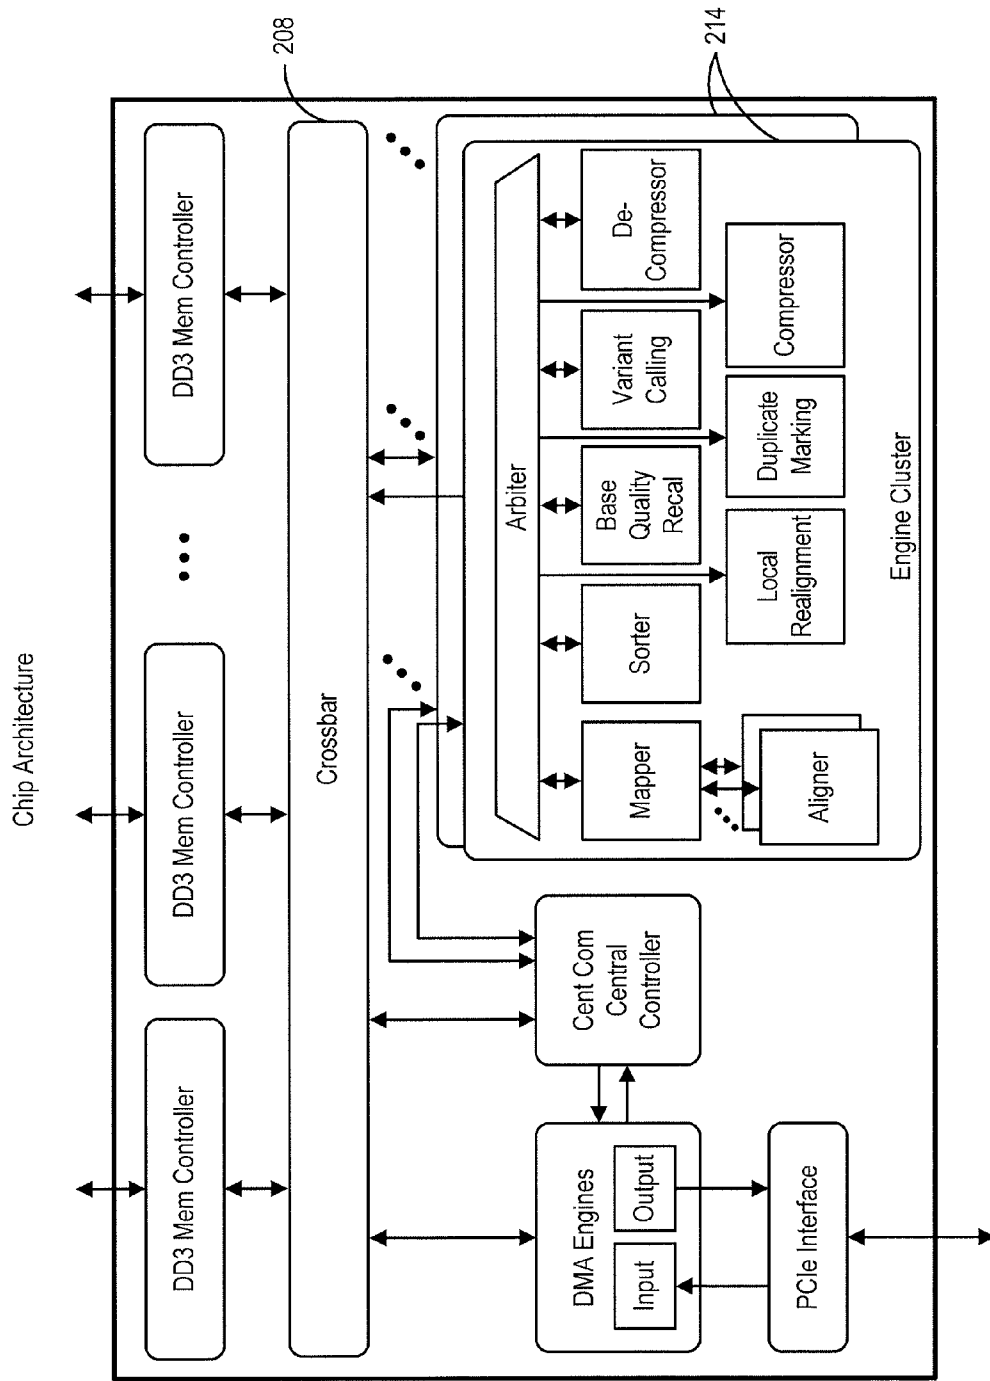 Chip Architecture
DD3 Mem Controller
DD3 Mem Controller
DD3 Mem Controller
208
Crossbar
214
Arbiter
Mapper
Sorter
Base
Quality
Recal
Variant
Calling
De-
Compressor
Aligner
Local
Realignment
Duplicate
Marking
Compressor
Engine Cluster
Cent Com
Central
Controller
DMA Engines
Input
Output
PCIe Interface